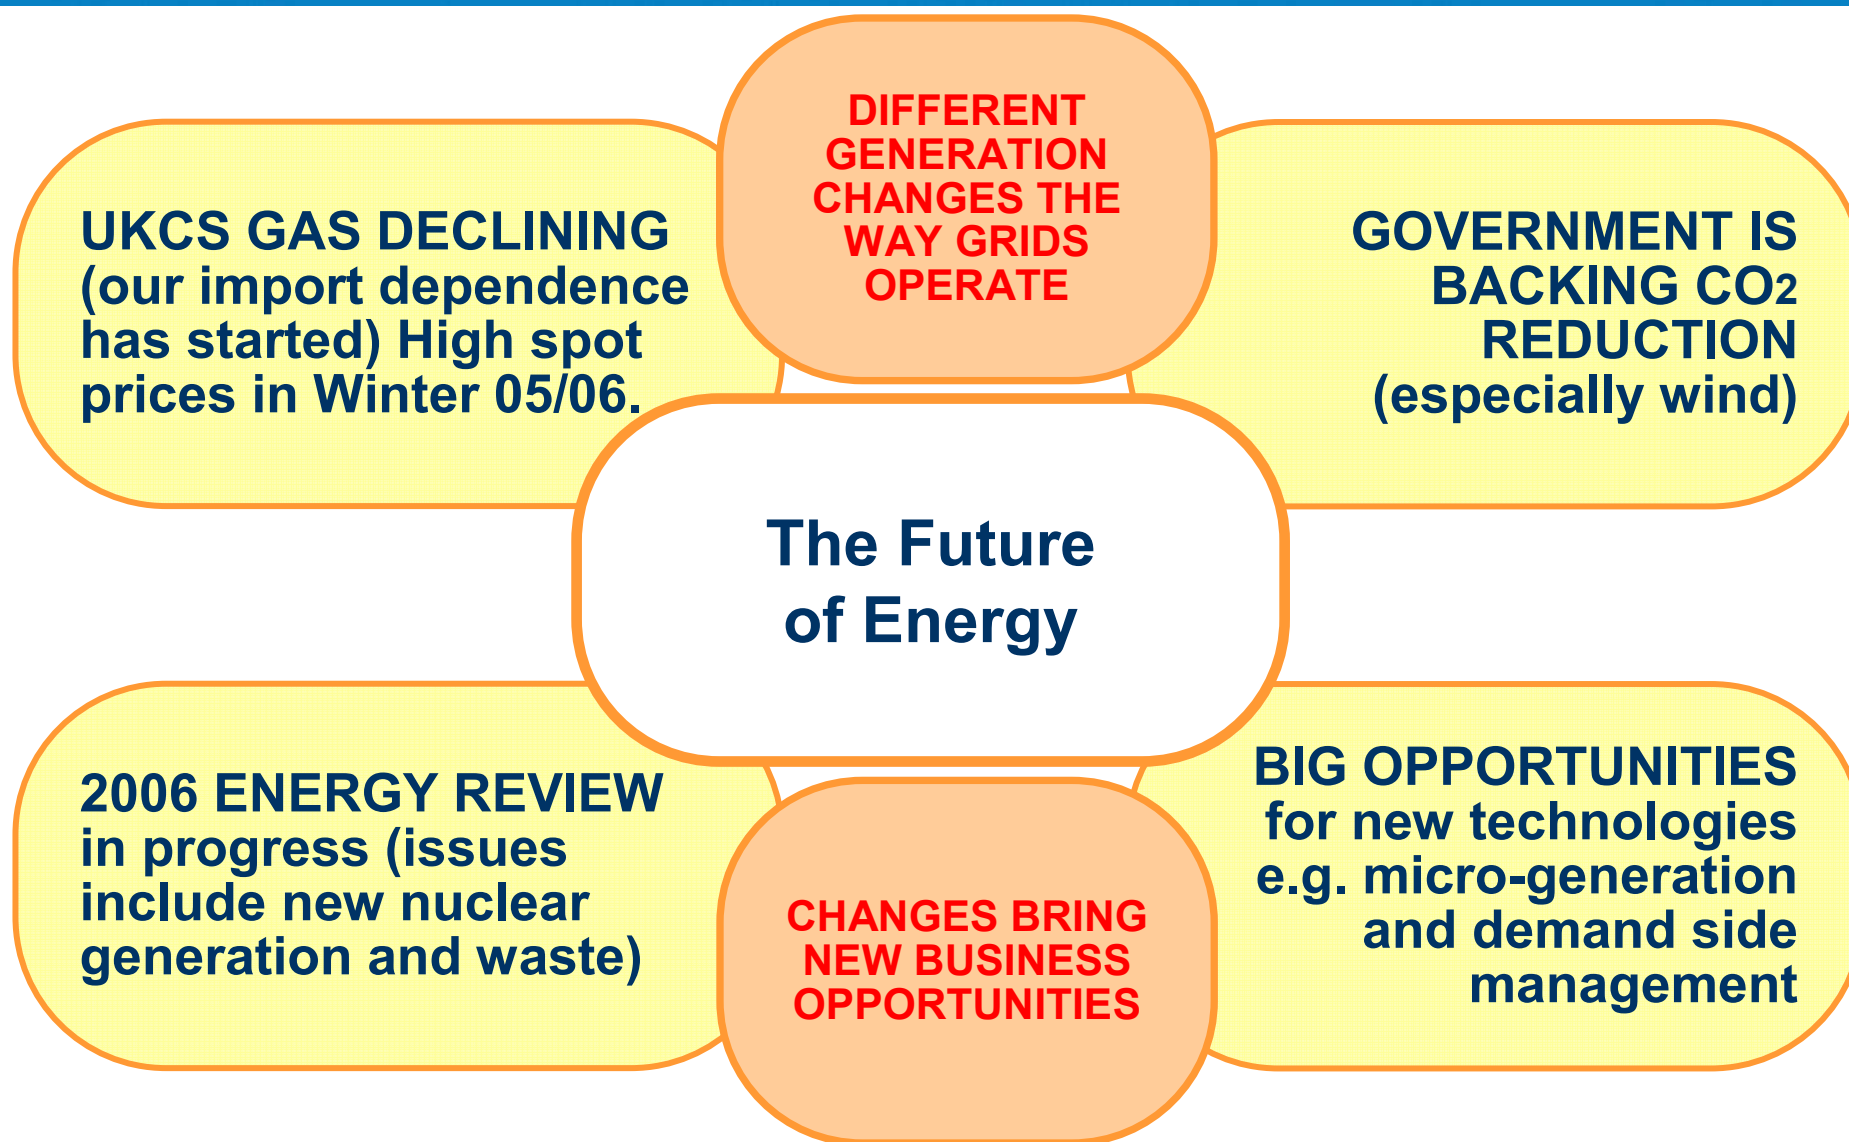 DIFFERENT
GENERATION
CHANGES THE
WAY GRIDS
OPERATE
UKCS GAS DECLINING
(our import dependence
has started) High spot
prices in Winter 05/06.
GOVERNMENT IS
BACKING CO2
REDUCTION
(especially wind)
The Future
of Energy
2006 ENERGY REVIEW
in progress (issues
include new nuclear
generation and waste)
BIG OPPORTUNITIES
for new technologies
e.g. micro-generation
and demand side
management
CHANGES BRING
NEW BUSINESS
OPPORTUNITIES